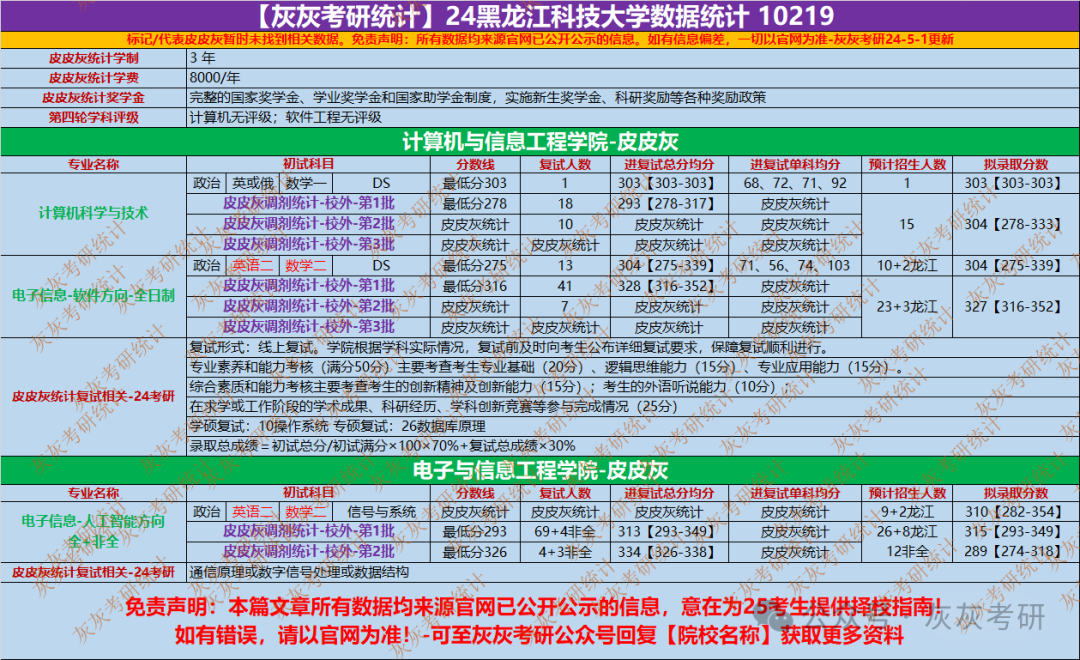 【灰灰考研统计】24黑龙江科技大学数据统计 10219
标记/代表皮皮灰暂时未找到相关数据。免责声明：所有数据均来源官网已公开公示的信息。如有信息偏差，一切以官网为准-灰灰考研24-5-1更新
皮皮灰统计学制 3 年
皮皮灰统计学费 8000/年
皮皮灰统计奖学金 完整的国家奖学金、学业奖学金和国家助学金制度，实施新生奖学金、科研奖励等各种奖励政策
第四轮学科评级 计算机无评级；软件工程无评级
计算机与信息工程学院-皮皮灰
专业名称 初试科目 分数线 复试人数 进复试总分均分 进复试单科均分 预计招生人数 拟录取分数
计算机科学与技术 政治 英或俄 数学一 DS 最低分303 1 303【303-303】 68、72、71、92 1 303【303-303】
皮皮灰调剂统计-校外-第1批 最低分278 18 293【278-317】 皮皮灰统计
皮皮灰调剂统计-校外-第2批 皮皮灰统计 10 皮皮灰统计 皮皮灰统计 15 304【278-333】
皮皮灰调剂统计-校外-第3批 皮皮灰统计 皮皮灰统计 皮皮灰统计 皮皮灰统计
电子信息-软件方向-全日制 政治 英语二 数学二 DS 最低分275 13 304【275-339】 71、56、74、103 10+2龙江 304【275-339】
皮皮灰调剂统计-校外-第1批 最低分316 41 328【316-352】 皮皮灰统计
皮皮灰调剂统计-校外-第2批 皮皮灰统计 7 皮皮灰统计 皮皮灰统计 23+3龙江 327【316-352】
皮皮灰调剂统计-校外-第3批 皮皮灰统计 皮皮灰统计 皮皮灰统计 皮皮灰统计
皮皮灰统计复试相关-24考研
复试形式：线上复试。学院根据学科实际情况，复试前及时向考生公布详细复试要求，保障复试顺利进行。
专业素养和能力考核（满分50分）主要考查考生专业基础（20分）、逻辑思维能力（15分）、专业应用能力（15分）。
综合素质和能力考核主要考查考生的创新精神及创新能力（15分）；考生的外语听说能力（10分）；
在求学或工作阶段的学术成果、科研经历、学科创新竞赛等参与完成情况（25分）
学硕复试：10操作系统 专硕复试：26数据库原理
录取总成绩＝初试总分/初试满分×100×70%+复试总成绩×30%
电子与信息工程学院-皮皮灰
专业名称 初试科目 分数线 复试人数 进复试总分均分 进复试单科均分 预计招生人数 拟录取分数
电子信息-人工智能方向 全+非全 政治 英语二 数学二 信号与系统 皮皮灰统计 皮皮灰统计 皮皮灰统计 皮皮灰统计 9+2龙江 310【282-354】
皮皮灰调剂统计-校外-第1批 最低分293 69+4非全 313【293-349】 皮皮灰统计 26+8龙江 315【293-349】
皮皮灰调剂统计-校外-第2批 最低分326 4+3非全 334【326-338】 皮皮灰统计 12非全 289【274-318】
皮皮灰统计复试相关-24考研 通信原理或数字信号处理或数据结构
免责声明：本篇文章所有数据均来源官网已公开公示的信息，意在为25考生提供择校指南！
如有错误，请以官网为准！-可至灰灰考研公众号回复【院校名称】获取更多资料
公众号 · 灰灰考研
灰灰考研统计